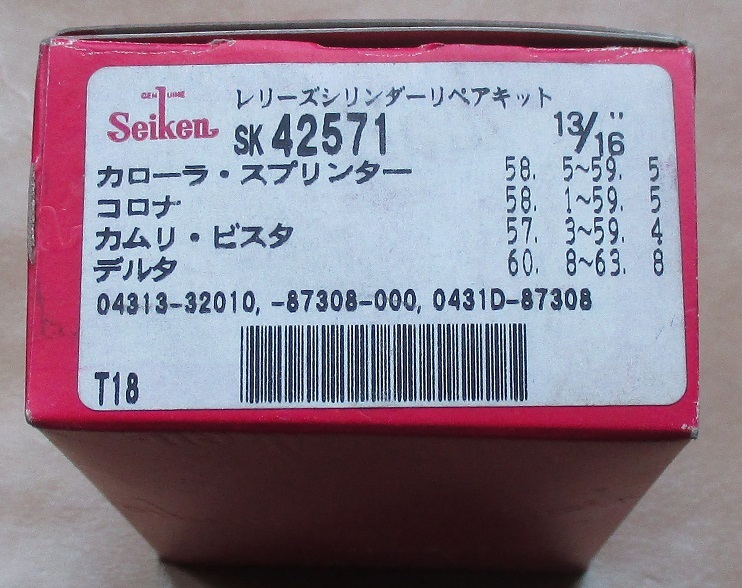 GENUINE
Seiken
レリーズシリンダーリペアキット
SK 42571 13/16"
カローラ・スプリンター 58. 5~59. 5
コロナ 58. 1~59. 5
カムリ・ビスタ 57. 3~59. 4
デルタ 60. 8~63. 8
04313-32010, -87308-000, 0431D-87308
T18